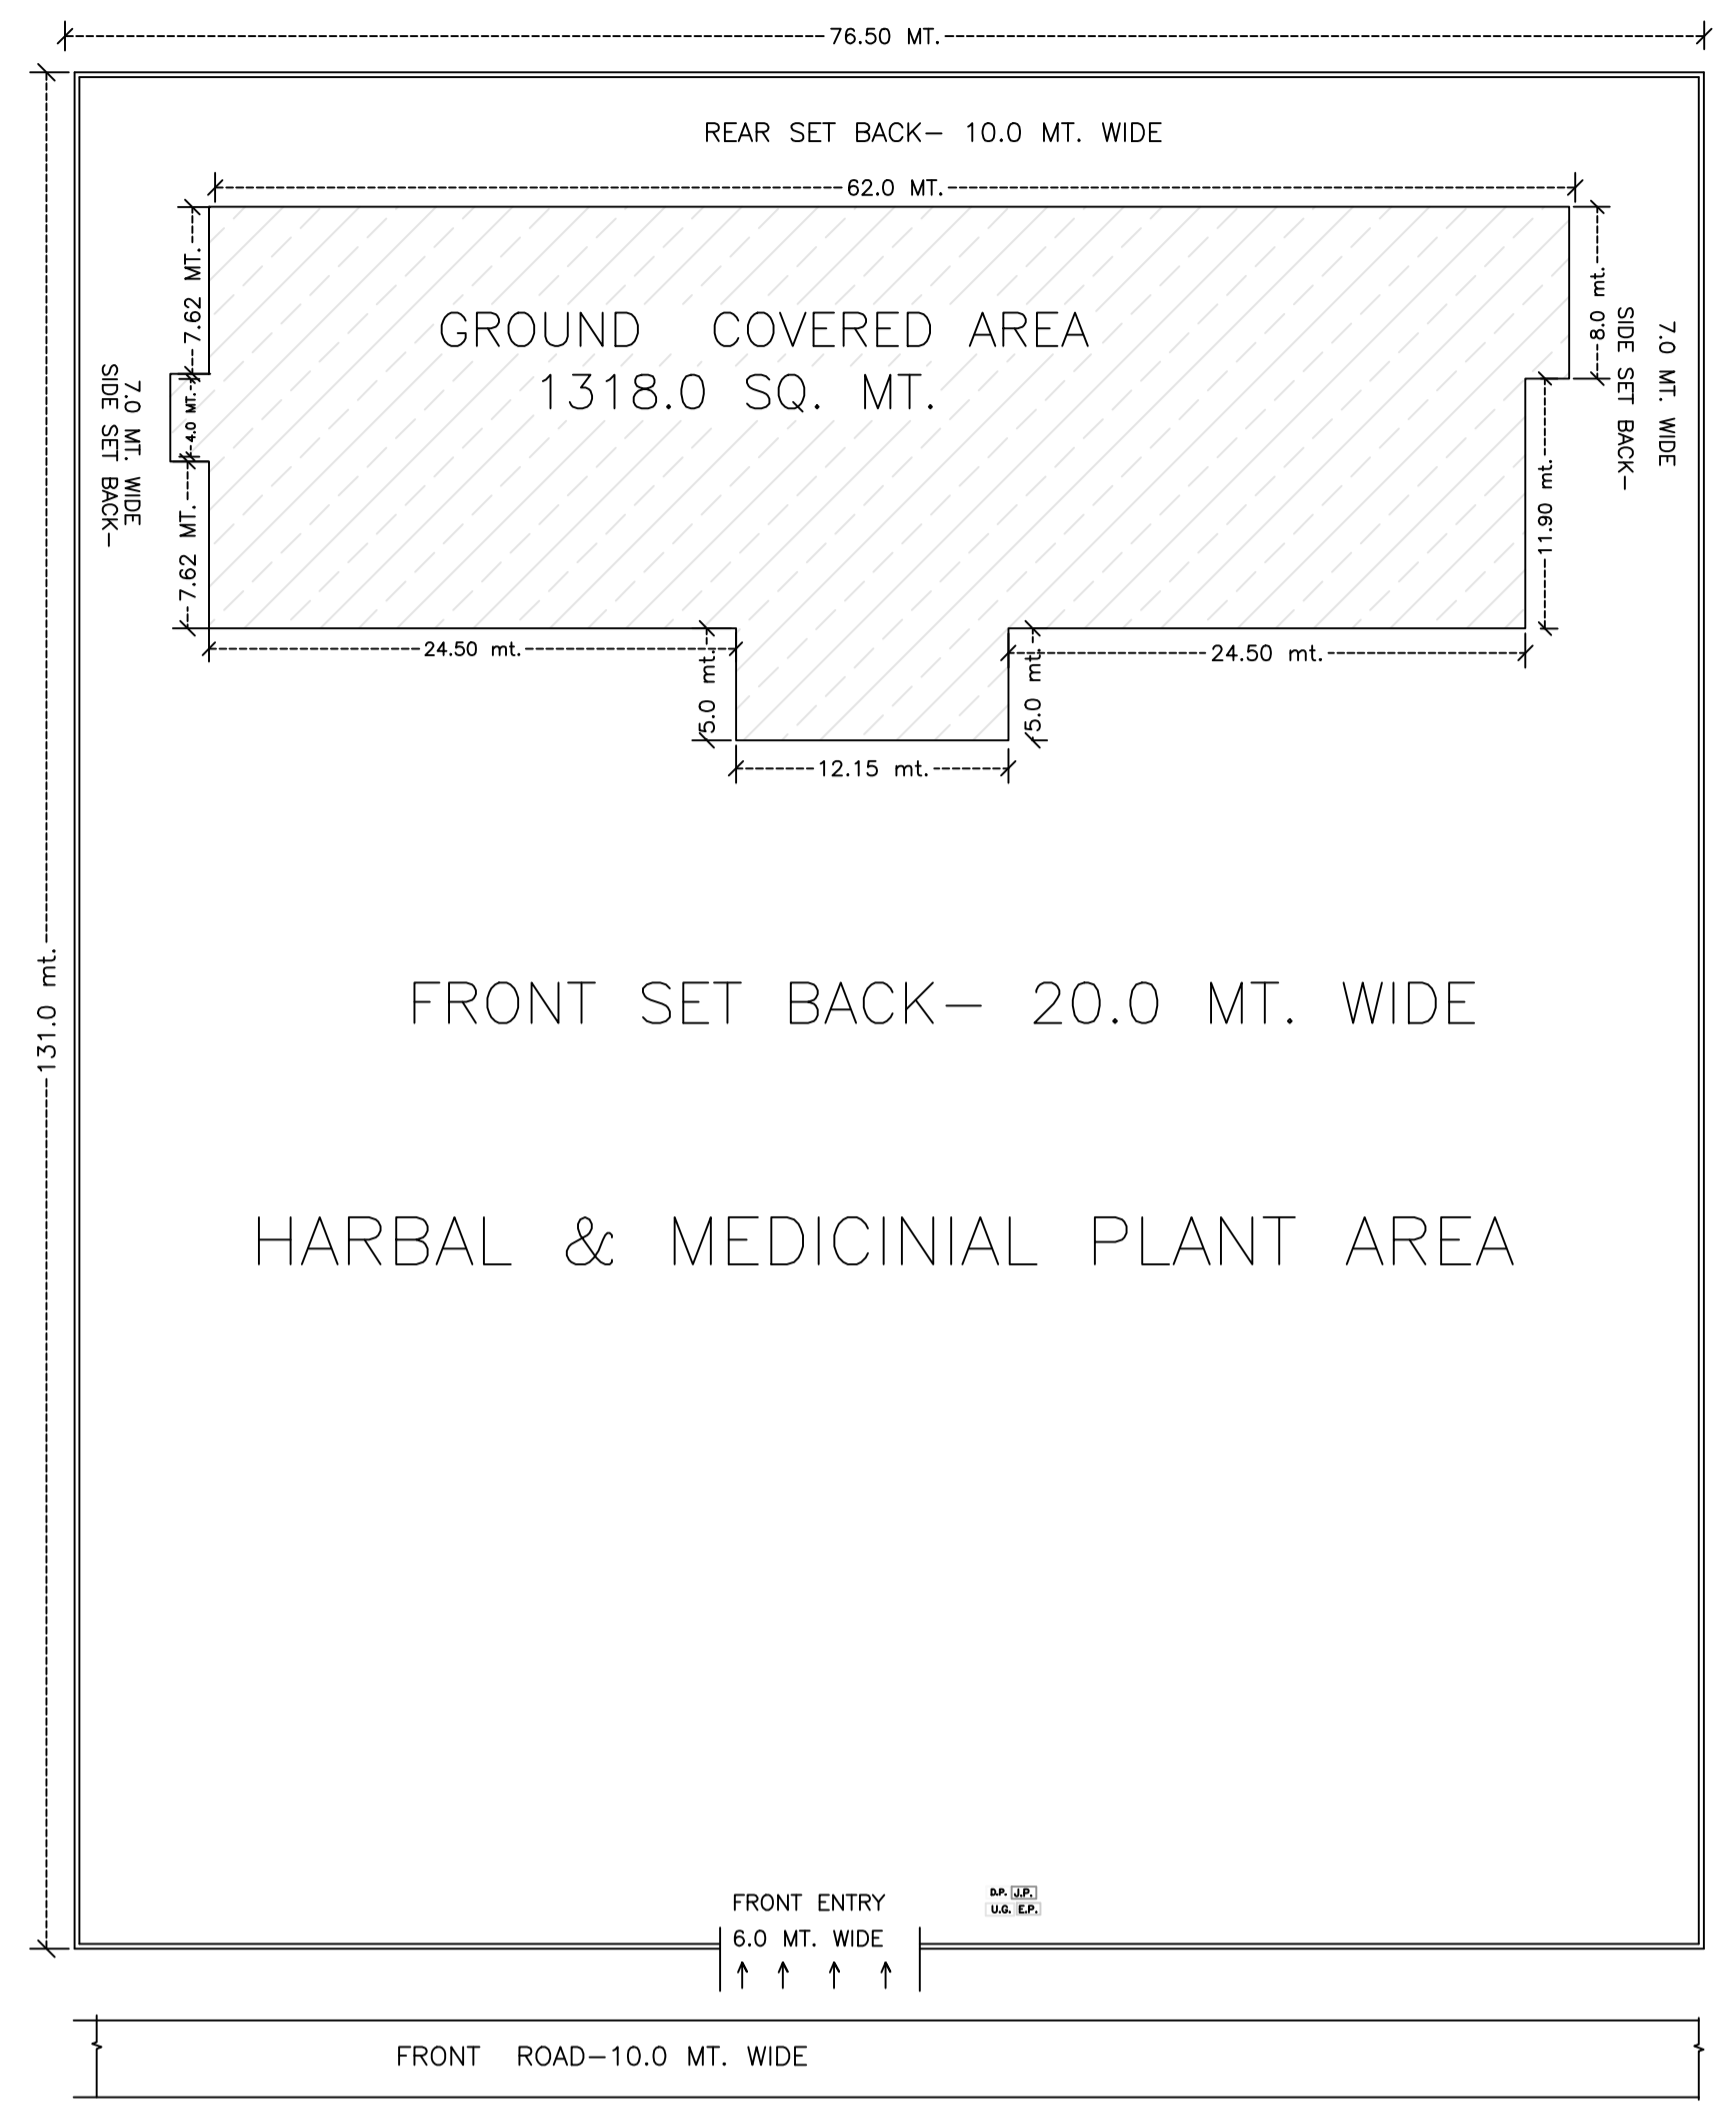 76.50 MT.
REAR SET BACK- 10.0 MT. WIDE
62.0 MT.
7.62 MT.
8.0 mt.
GROUND COVERED AREA
1318.0 SQ. MT.
SIDE SET BACK-
7.0 MT. WIDE
4.0 MT.
7.0 MT. WIDE
SIDE SET BACK-
7.62 MT.
11.90 mt.
24.50 mt.
5.0 mt.
5.0 mt.
24.50 mt.
12.15 mt.
131.0 mt.
FRONT SET BACK- 20.0 MT. WIDE
HARBAL & MEDICINIAL PLANT AREA
D.P. J.P.
U.G. E.P.
FRONT ENTRY
6.0 MT. WIDE
FRONT ROAD-10.0 MT. WIDE